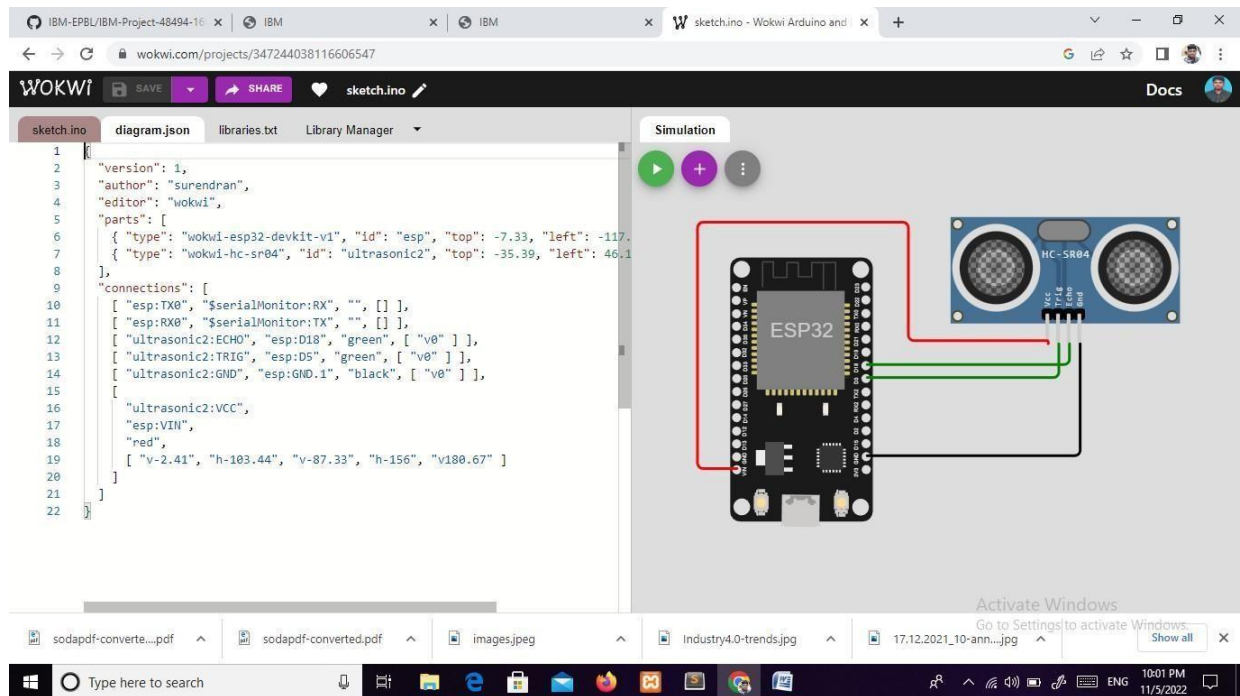 IBM-EPBL/IBM-Project-48494-16
IBM
IBM
sketch.ino - Wokwi Arduino and
wokwi.com/projects/347244038116606547
WOKWi
SAVE
SHARE
sketch.ino
Docs
sketch.ino
diagram.json
libraries.txt
Library Manager
Simulation
1 {
2 "version": 1,
3 "author": "surendran",
4 "editor": "wokwi",
5 "parts": [
6 { "type": "wokwi-esp32-devkit-v1", "id": "esp", "top": -7.33, "left": -117.
7 { "type": "wokwi-hc-sr04", "id": "ultrasonic2", "top": -35.39, "left": 46.1
8 ],
9 "connections": [
10 [ "esp:TX0", "$serialMonitor:RX", "", [] ],
11 [ "esp:RX0", "$serialMonitor:TX", "", [] ],
12 [ "ultrasonic2:ECHO", "esp:D18", "green", [ "v0" ] ],
13 [ "ultrasonic2:TRIG", "esp:D5", "green", [ "v0" ] ],
14 [ "ultrasonic2:GND", "esp:GND.1", "black", [ "v0" ] ],
15 [
16 "ultrasonic2:VCC",
17 "esp:VIN",
18 "red",
19 [ "v-2.41", "h-103.44", "v-87.33", "h-156", "v180.67" ]
20 ]
21 ]
22 }
HC-SR04
Vcc
Trig
Echo
Gnd
ESP32
Activate Windows
Go to Settings to activate Windows.
sodapdf-converte....pdf
sodapdf-converted.pdf
images.jpeg
Industry4.0-trends.jpg
17.12.2021_10-ann....jpg
Show all
Type here to search
ENG
10:01 PM
11/5/2022